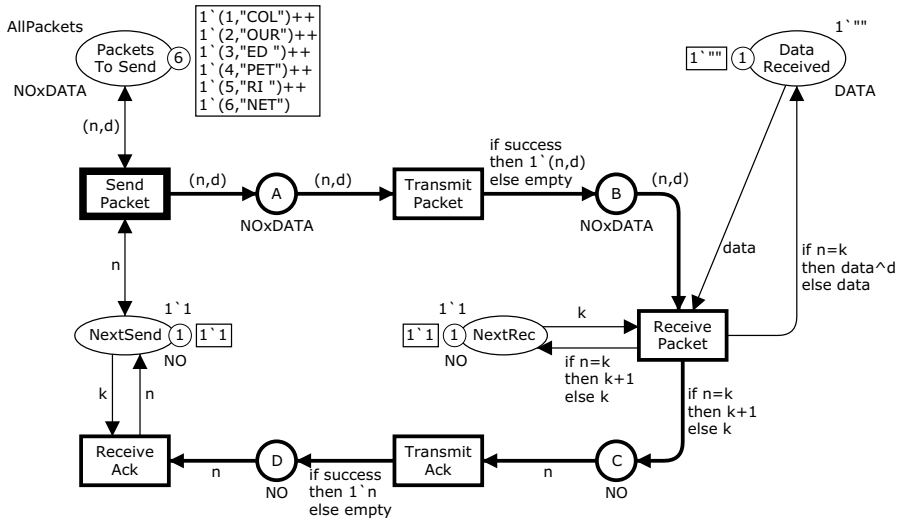 AllPackets
Packets
To Send
6
NOxDATA
1`(1,"COL")++
1`(2,"OUR")++
1`(3,"ED ")++
1`(4,"PET")++
1`(5,"RI ")++
1`(6,"NET")
1`""
1`""
1
Data
Received
DATA
(n,d)
Send
Packet
(n,d)
A
NOxDATA
(n,d)
Transmit
Packet
if success
then 1`(n,d)
else empty
B
NOxDATA
(n,d)
data
if n=k
then data^d
else data
n
1`1
NextSend
1
1`1
NO
1`1
1`1
1
NextRec
NO
k
if n=k
then k+1
else k
Receive
Packet
if n=k
then k+1
else k
k
n
Receive
Ack
n
D
NO
if success
then 1`n
else empty
Transmit
Ack
n
C
NO